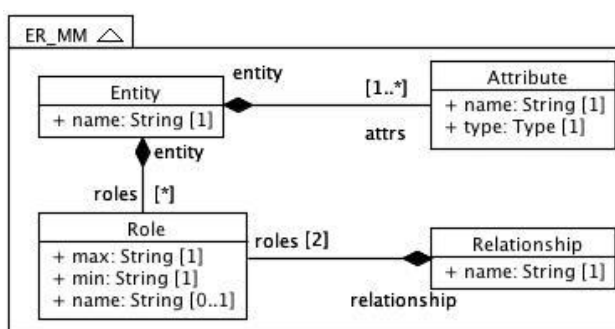 ER_MM
entity
Entity
+ name: String [1]
[1..*]
attrs
Attribute
+ name: String [1]
+ type: Type [1]
entity
roles [*]
Role
+ max: String [1]
+ min: String [1]
+ name: String [0..1]
roles [2]
relationship
Relationship
+ name: String [1]